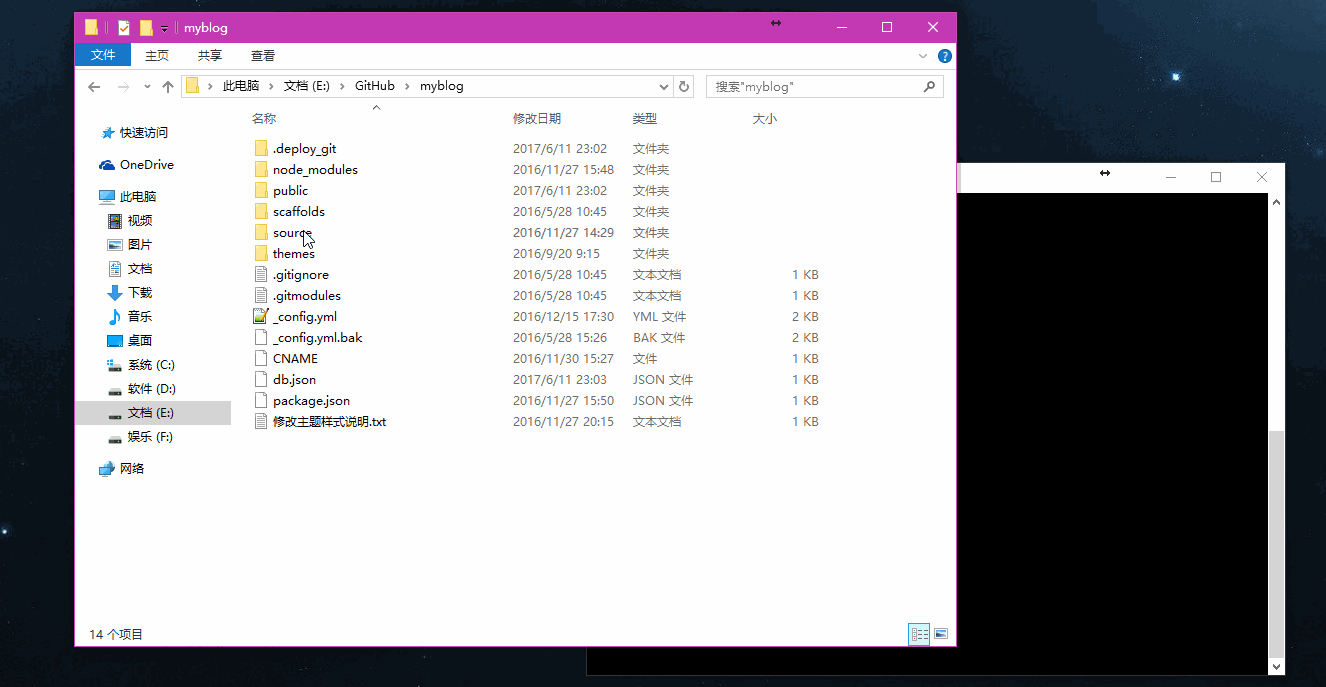 myblog
文件 主页 共享 查看
此电脑 文档 (E:) GitHub myblog 搜索"myblog"
名称 修改日期 类型 大小
快速访问
OneDrive
此电脑
视频
图片
文档
下载
音乐
桌面
系统 (C:)
软件 (D:)
文档 (E:)
娱乐 (F:)
网络
.deploy_git 2017/6/11 23:02 文件夹
node_modules 2016/11/27 15:48 文件夹
public 2017/6/11 23:02 文件夹
scaffolds 2016/5/28 10:45 文件夹
source 2016/11/27 14:29 文件夹
themes 2016/9/20 9:15 文件夹
.gitignore 2016/5/28 10:45 文本文档 1 KB
.gitmodules 2016/5/28 10:45 文本文档 1 KB
_config.yml 2016/12/15 17:30 YML 文件 2 KB
_config.yml.bak 2016/5/28 15:26 BAK 文件 2 KB
CNAME 2016/11/30 15:27 文件 1 KB
db.json 2017/6/11 23:03 JSON 文件 1 KB
package.json 2016/11/27 15:50 JSON 文件 1 KB
修改主题样式说明.txt 2016/11/27 20:15 文本文档 1 KB
14 个项目